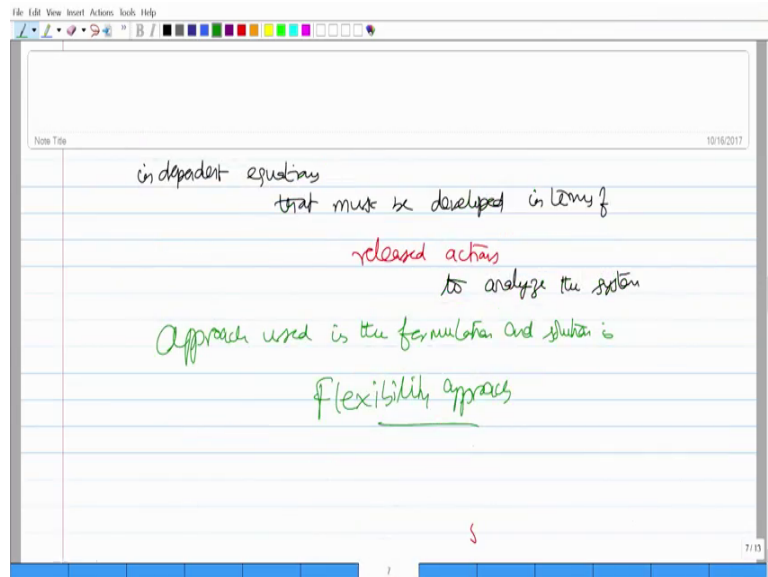 File Edit View Insert Actions Tools Help
B I
Note Title
10/16/2017
independent equations
that must be developed in terms of
released actions
to analyze the system
Approach used is the formulation and solution is
Flexibility approach
S
7/13
7